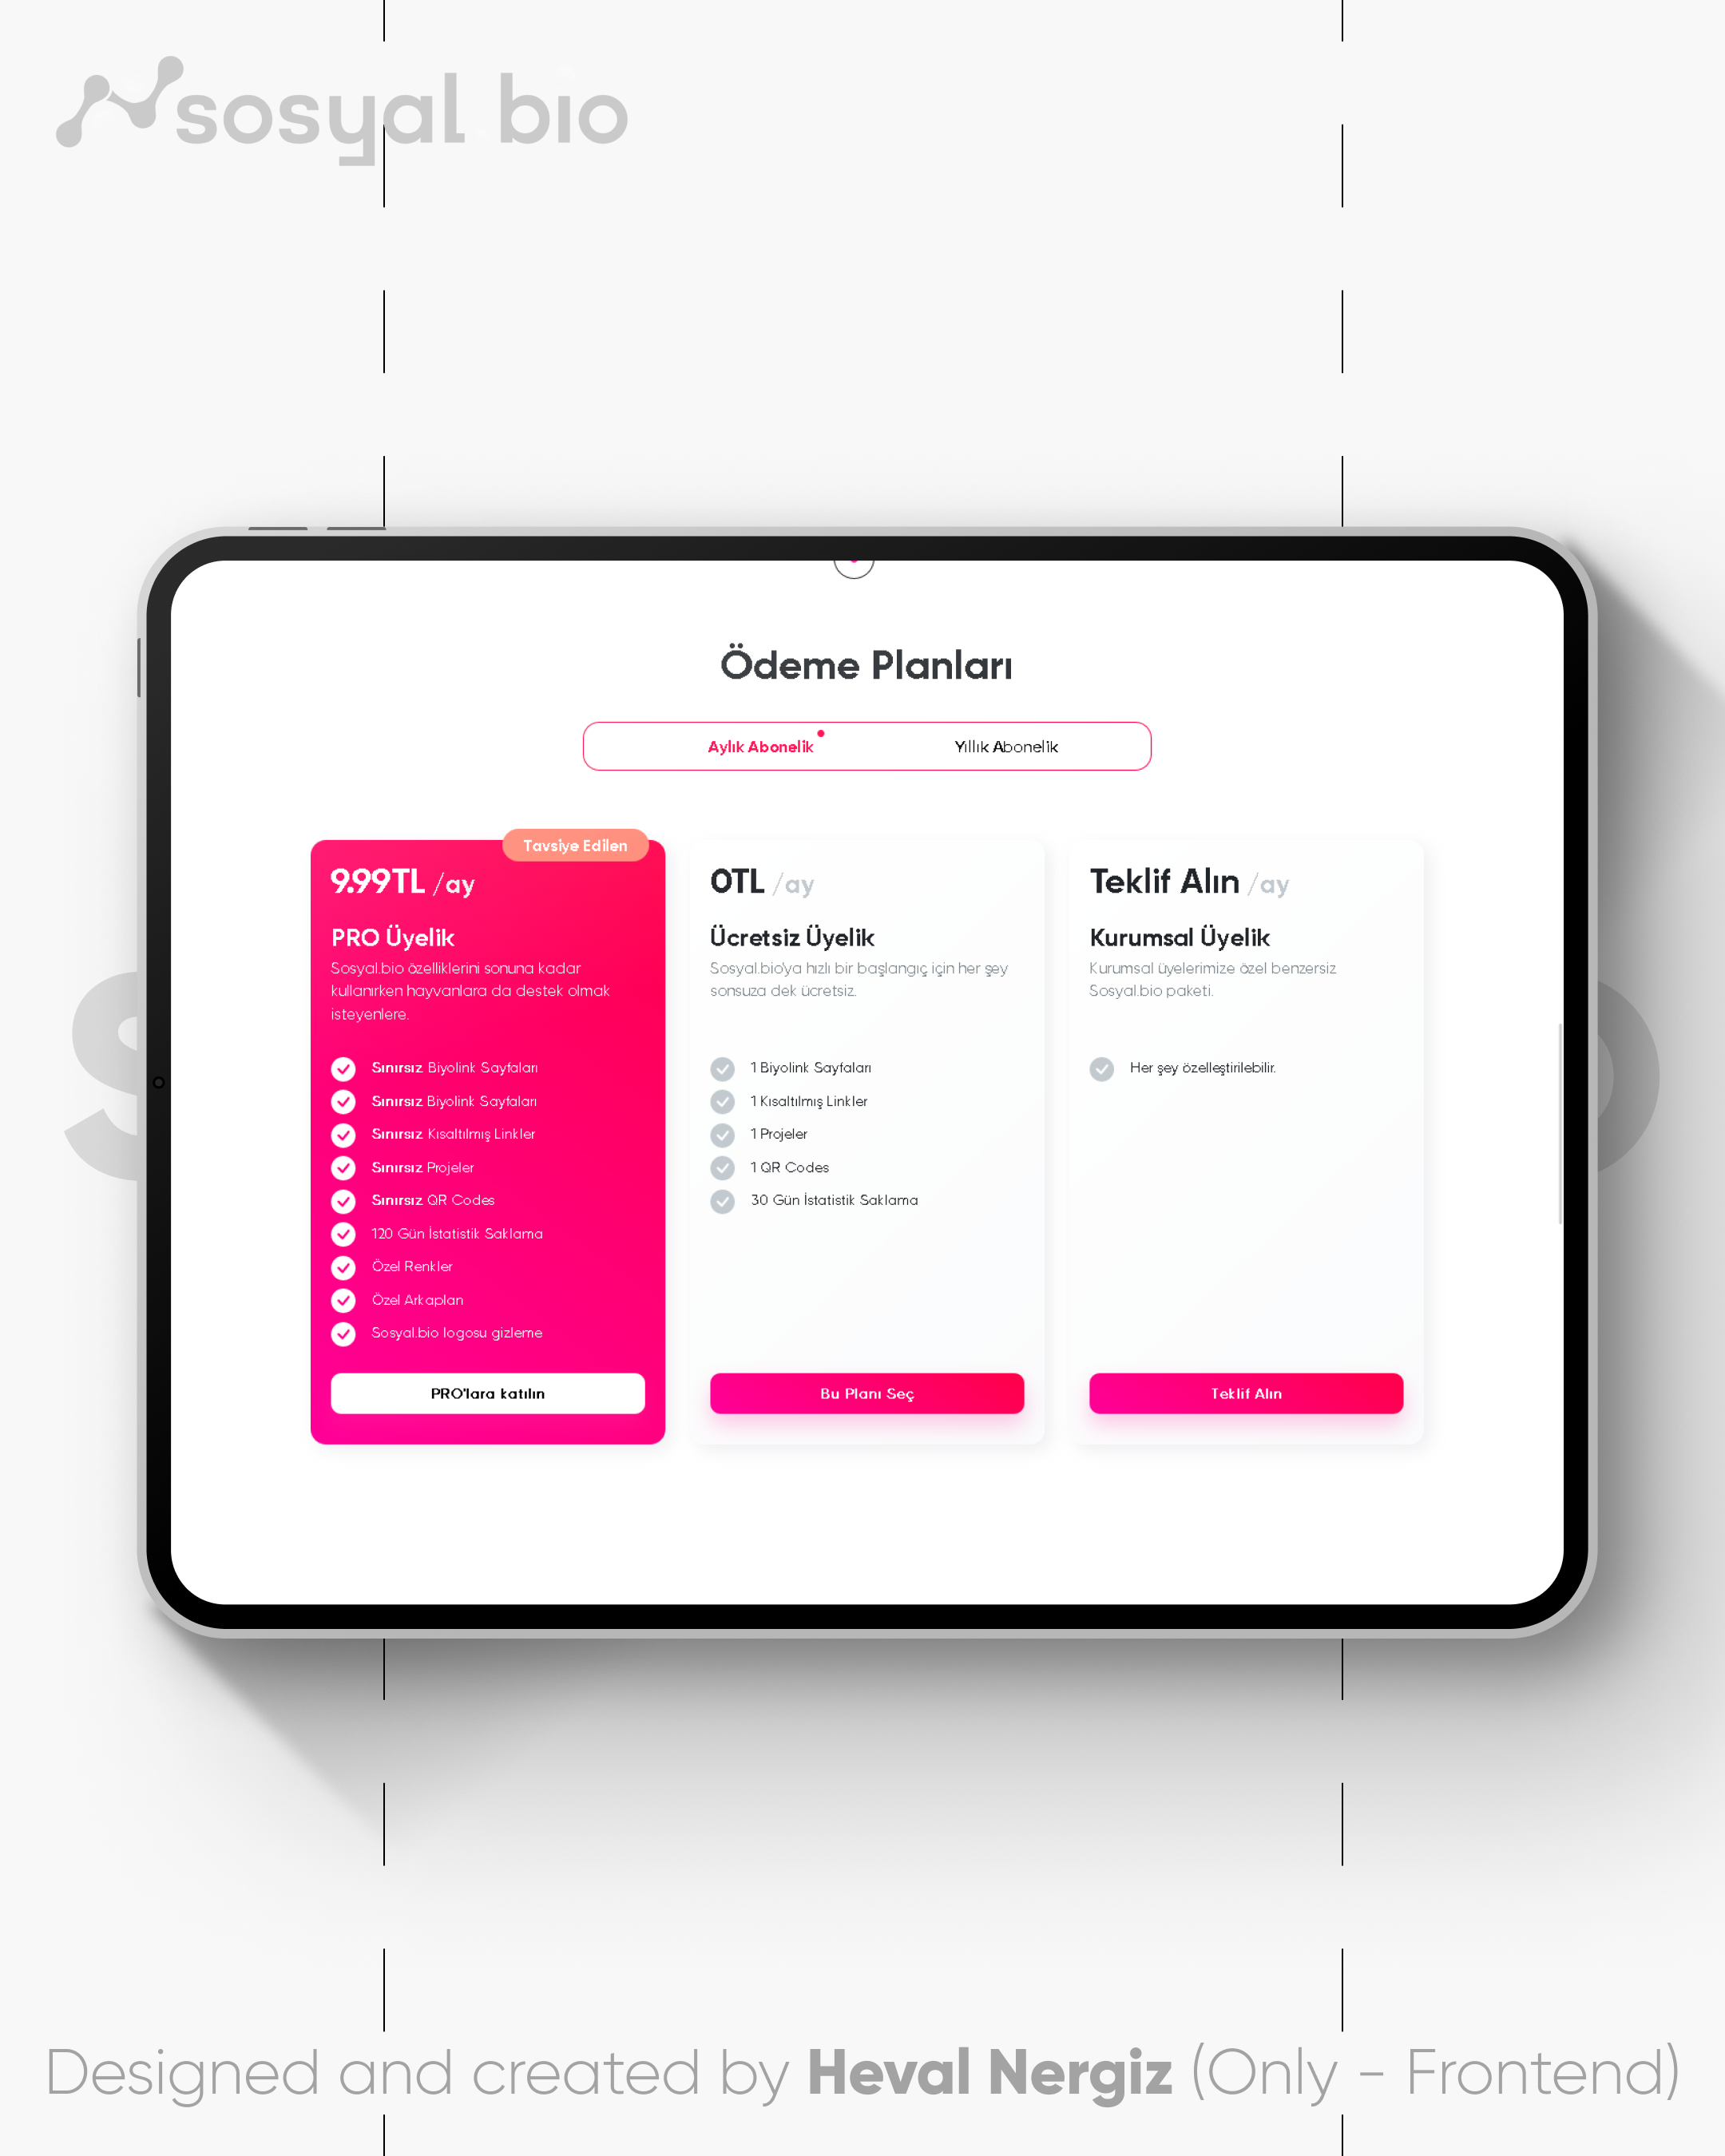 sosyal.bio
Ödeme Planları
Aylık Abonelik
Yıllık Abonelik
Tavsiye Edilen
9.99TL /ay
PRO Üyelik
Sosyal.bio özelliklerini sonuna kadar
kullanırken hayvanlara da destek olmak
isteyenlere.
Sınırsız Biyolink Sayfaları
Sınırsız Biyolink Sayfaları
Sınırsız Kısaltılmış Linkler
Sınırsız Projeler
Sınırsız QR Codes
120 Gün İstatistik Saklama
Özel Renkler
Özel Arkaplan
Sosyal.bio logosu gizleme
PRO'lara katılın
0TL /ay
Ücretsiz Üyelik
Sosyal.bio'ya hızlı bir başlangıç için her şey
sonsuza dek ücretsiz.
1 Biyolink Sayfaları
1 Kısaltılmış Linkler
1 Projeler
1 QR Codes
30 Gün İstatistik Saklama
Bu Planı Seç
Teklif Alın /ay
Kurumsal Üyelik
Kurumsal üyelerimize özel benzersiz
Sosyal.bio paketi.
Her şey özelleştirilebilir.
Teklif Alın
Designed and created by Heval Nergiz (Only - Frontend)